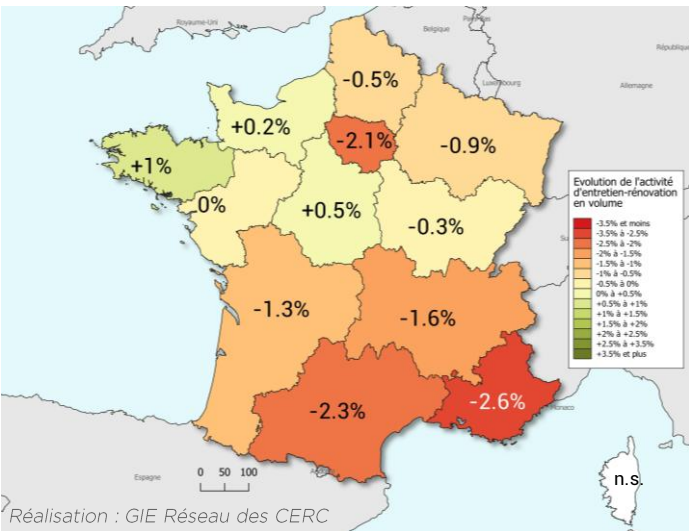 Royaume-Uni
Belgique
Pays-Bas
République
Luxembourg
Allemagne
-0.5%
+0.2%
-2.1%
-0.9%
+1%
0%
+0.5%
-0.3%
-1.3%
-1.6%
-2.3%
-2.6%
Monaco
n.s.
Evolution de l'activité
d'entretien-rénovation
en volume
-3.5% et moins
-3.5% à -2.5%
-2.5% à -2%
-2% à -1.5%
-1.5% à -1%
-1% à -0.5%
-0.5% à 0%
0% à +0.5%
+0.5% à +1%
+1% à +1.5%
+1.5% à +2%
+2% à +2.5%
+2.5% à +3.5%
+3.5% et plus
Espagne
0 50 100
Réalisation : GIE Réseau des CERC